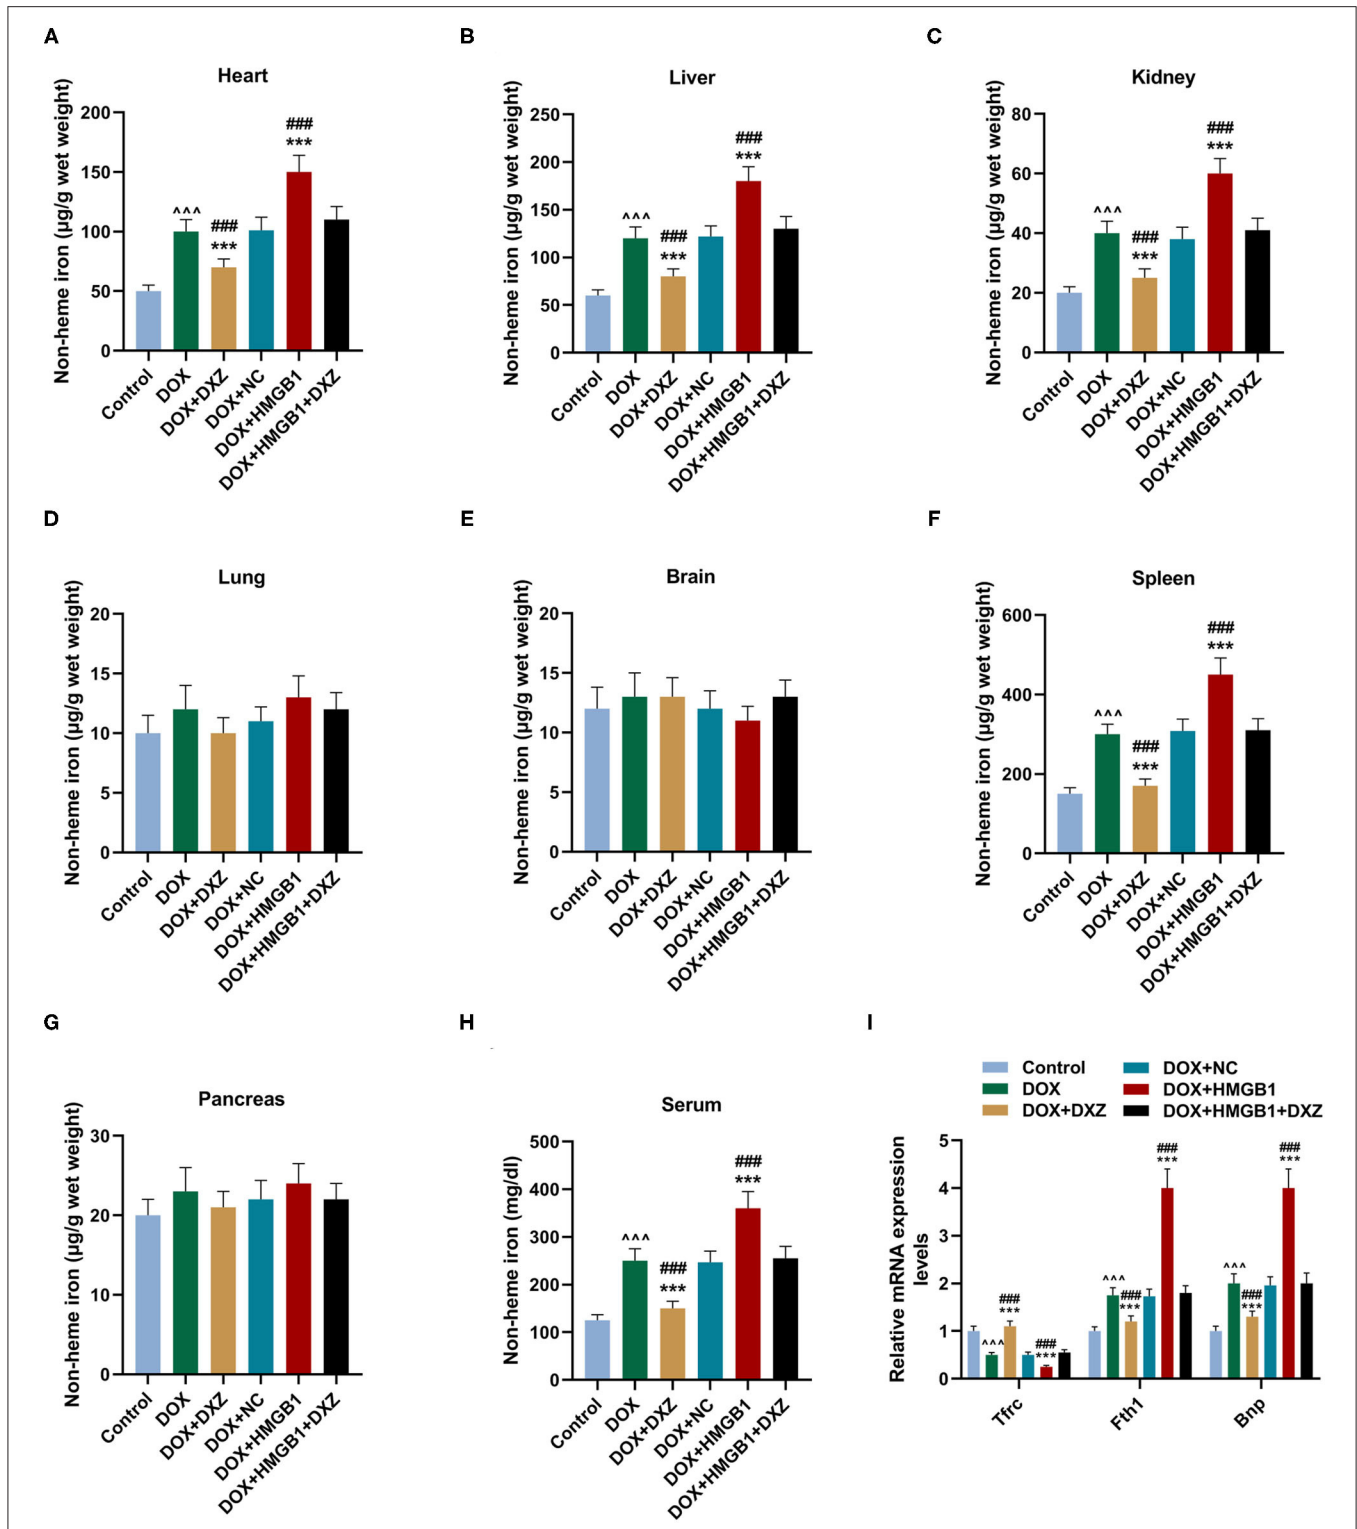 A
Heart
Non-heme iron (µg/g wet weight)
200
150
100
50
0
^^^
###
***
###
***
Control
DOX
DOX+DXZ
DOX+NC
DOX+HMGB1
DOX+HMGB1+DXZ
B
Liver
Non-heme iron (µg/g wet weight)
250
200
150
100
50
0
^^^
###
***
###
***
Control
DOX
DOX+DXZ
DOX+NC
DOX+HMGB1
DOX+HMGB1+DXZ
C
Kidney
Non-heme iron (µg/g wet weight)
80
60
40
20
0
^^^
###
***
###
***
Control
DOX
DOX+DXZ
DOX+NC
DOX+HMGB1
DOX+HMGB1+DXZ
D
Lung
Non-heme iron (µg/g wet weight)
20
15
10
5
0
Control
DOX
DOX+DXZ
DOX+NC
DOX+HMGB1
DOX+HMGB1+DXZ
E
Brain
Non-heme iron (µg/g wet weight)
20
15
10
5
0
Control
DOX
DOX+DXZ
DOX+NC
DOX+HMGB1
DOX+HMGB1+DXZ
F
Spleen
Non-heme iron (µg/g wet weight)
600
400
200
0
^^^
###
***
###
***
Control
DOX
DOX+DXZ
DOX+NC
DOX+HMGB1
DOX+HMGB1+DXZ
G
Pancreas
Non-heme iron (µg/g wet weight)
30
20
10
0
Control
DOX
DOX+DXZ
DOX+NC
DOX+HMGB1
DOX+HMGB1+DXZ
H
Serum
Non-heme iron (mg/dl)
500
400
300
200
100
0
^^^
###
***
###
***
Control
DOX
DOX+DXZ
DOX+NC
DOX+HMGB1
DOX+HMGB1+DXZ
I
Control
DOX
DOX+DXZ
DOX+NC
DOX+HMGB1
DOX+HMGB1+DXZ
Relative mRNA expression
levels
5
4
3
2
1
0
^^^
###
***
###
***
^^^
###
***
###
***
^^^
###
***
###
***
Tfrc
Fth1
Bnp